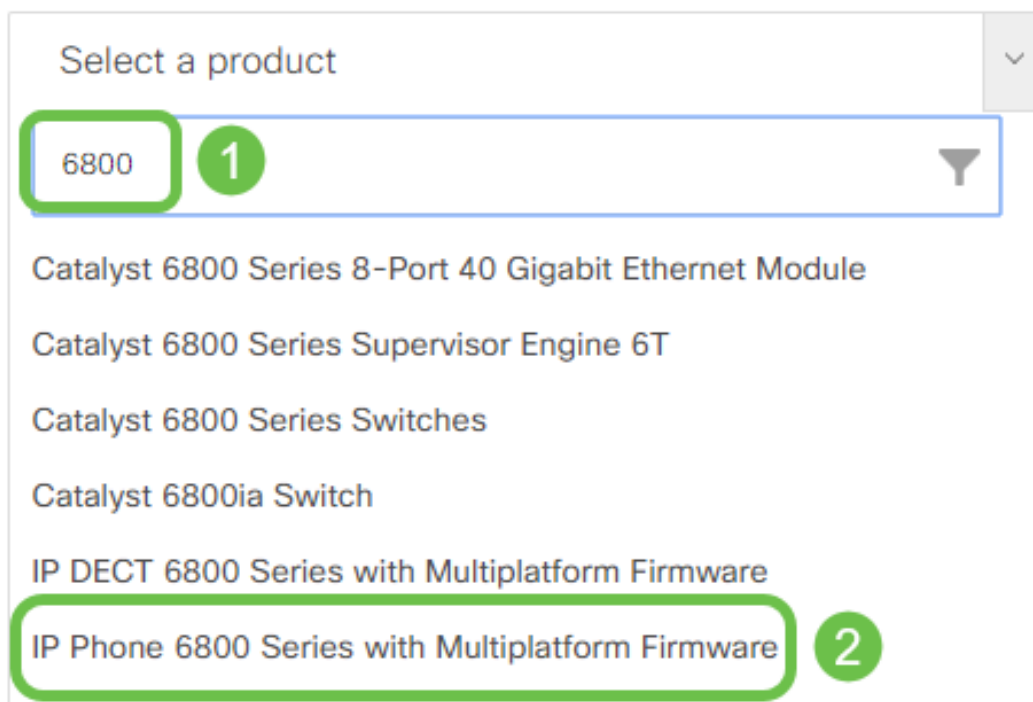 Select a product
6800 1
Catalyst 6800 Series 8-Port 40 Gigabit Ethernet Module
Catalyst 6800 Series Supervisor Engine 6T
Catalyst 6800 Series Switches
Catalyst 6800ia Switch
IP DECT 6800 Series with Multiplatform Firmware
IP Phone 6800 Series with Multiplatform Firmware 2